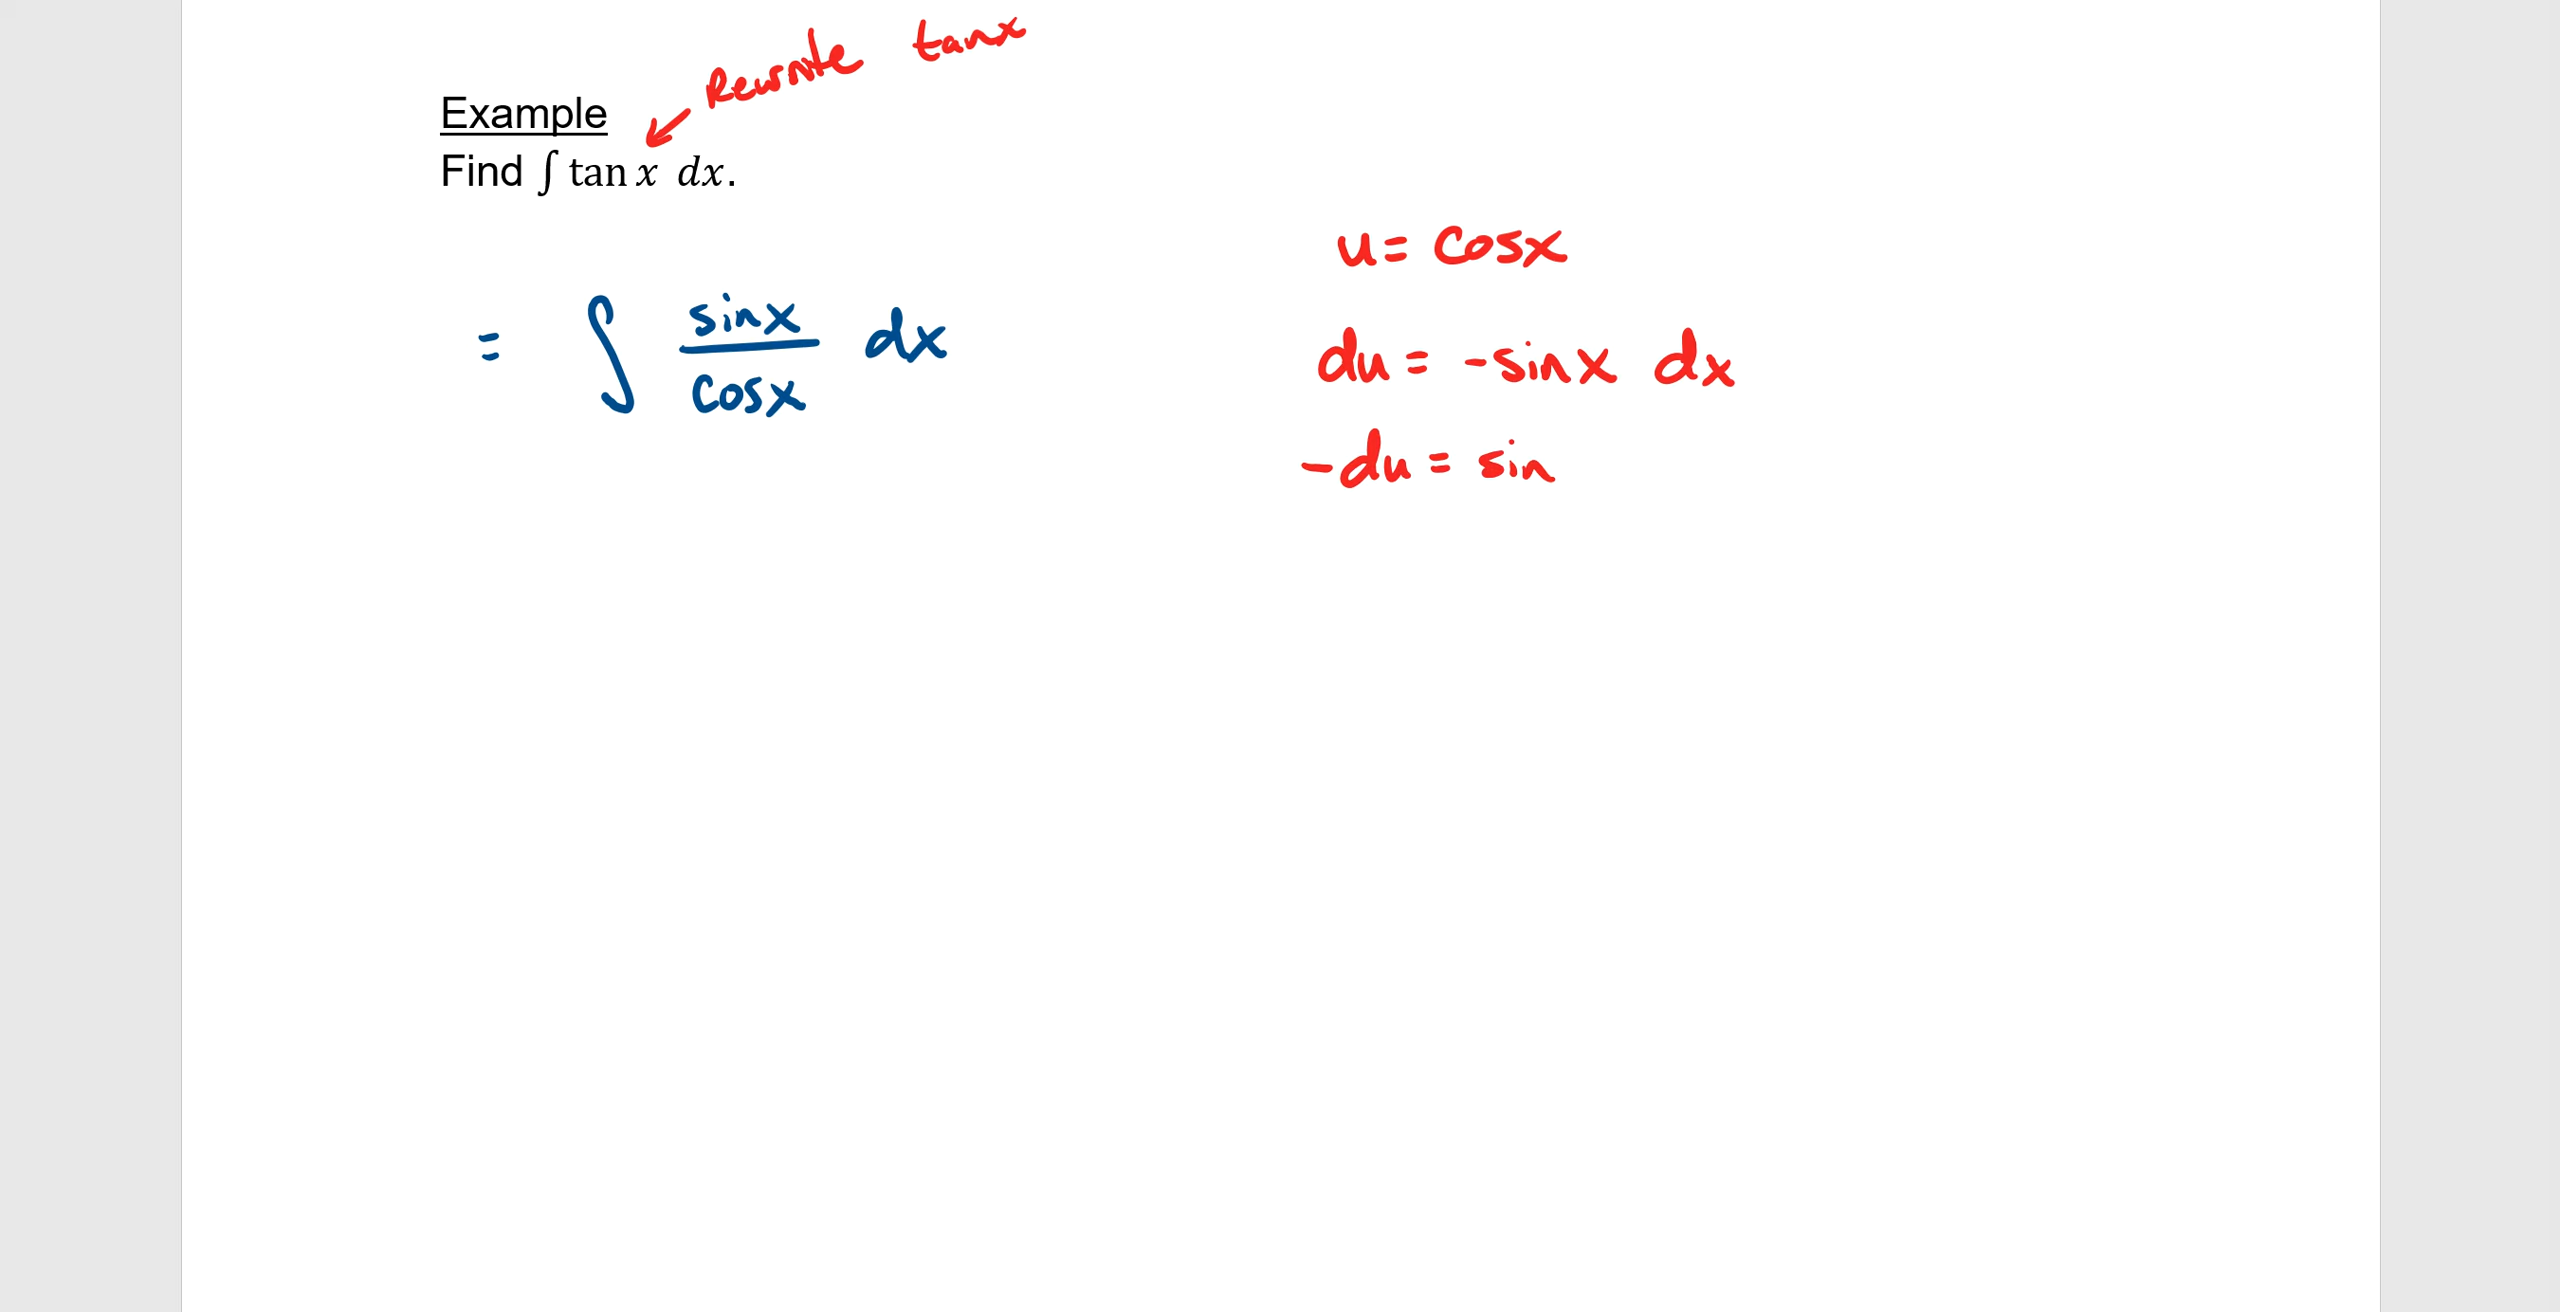 Rewrite tanx
Example
Find ∫ tan x dx.
u = cosx
= ∫ sinx/cosx dx
du = -sinx dx
-du = sin